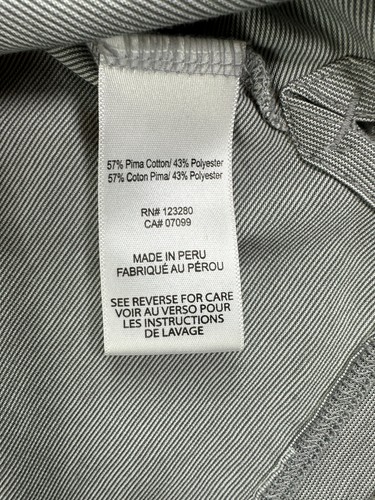 57% Pima Cotton/ 43% Polyester
57% Coton Pima/ 43% Polyester
RN# 123280
CA# 07099
MADE IN PERU
FABRIQUÉ AU PÉROU
SEE REVERSE FOR CARE
VOIR AU VERSO POUR
LES INSTRUCTIONS
DE LAVAGE